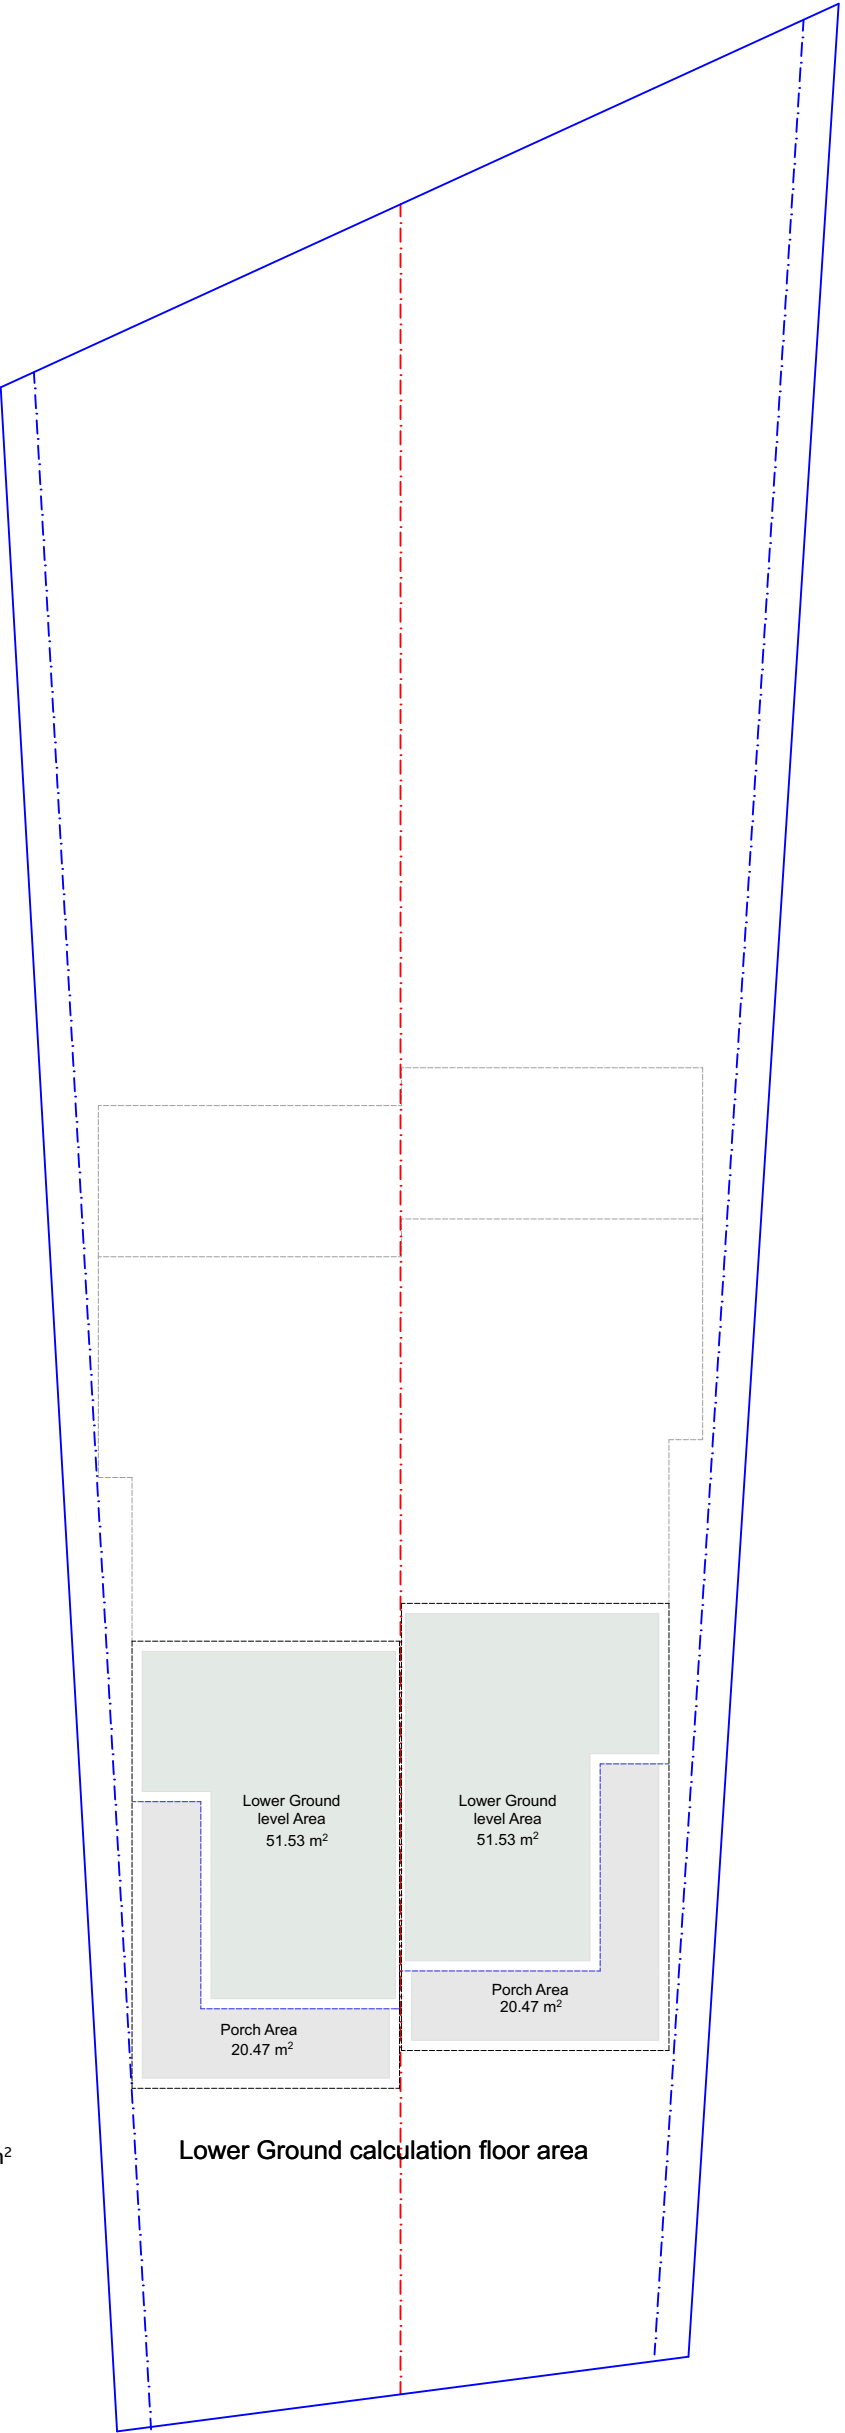 Lower Ground
level Area
51.53 m²
Lower Ground
level Area
51.53 m²
Porch Area
20.47 m²
Porch Area
20.47 m²
Lower Ground calculation floor area
m²